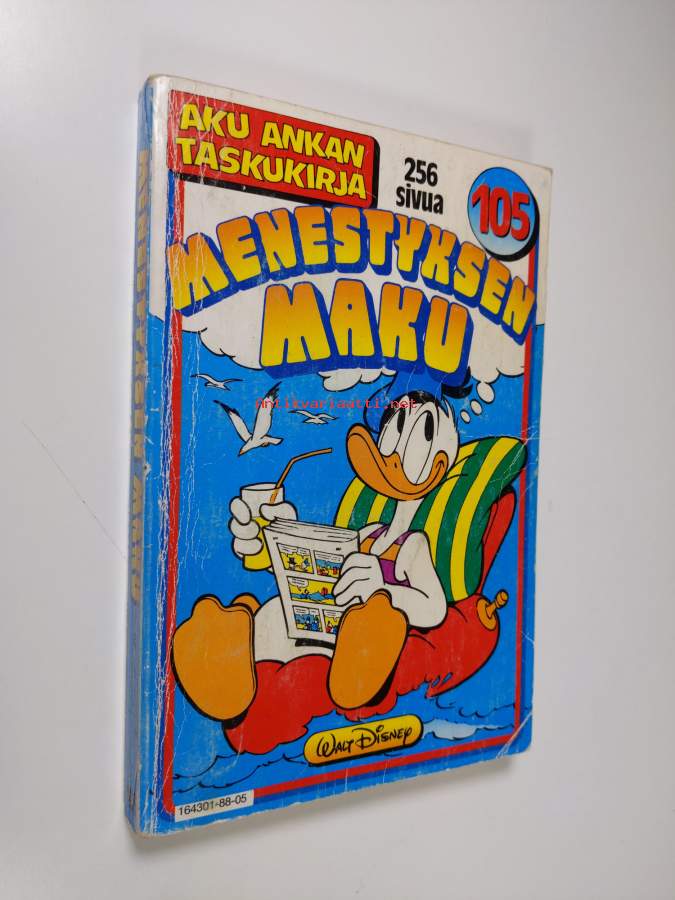 AKU ANKAN
TASKUKIRJA
256
sivua
105
MENESTYKSEN
MAKU
Antikvariaatti.net
WALT DISNEY
164301-88-05
MENESTYKSEN MAKU